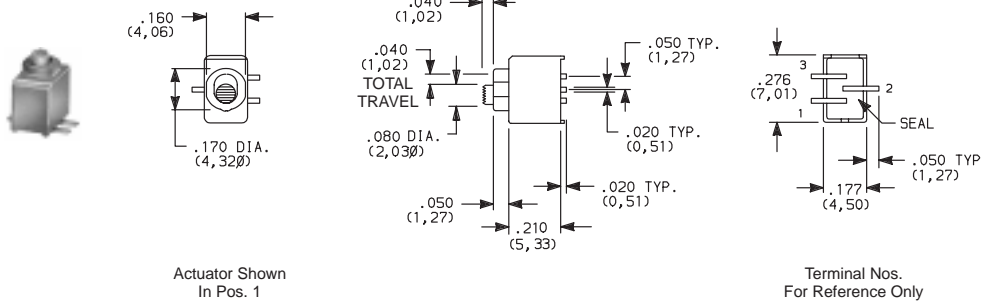 .160
(4,06)
.170 DIA.
(4,32Ø)
Actuator Shown
In Pos. 1
.040
(1,02)
.040
(1,02)
TOTAL
TRAVEL
.080 DIA.
(2,03Ø)
.050
(1,27)
.210
(5,33)
.050 TYP.
(1,27)
.020 TYP.
(0,51)
.020 TYP.
(0,51)
.276
(7,01)
3
1
2
SEAL
.050 TYP
(1,27)
.177
(4,50)
Terminal Nos.
For Reference Only